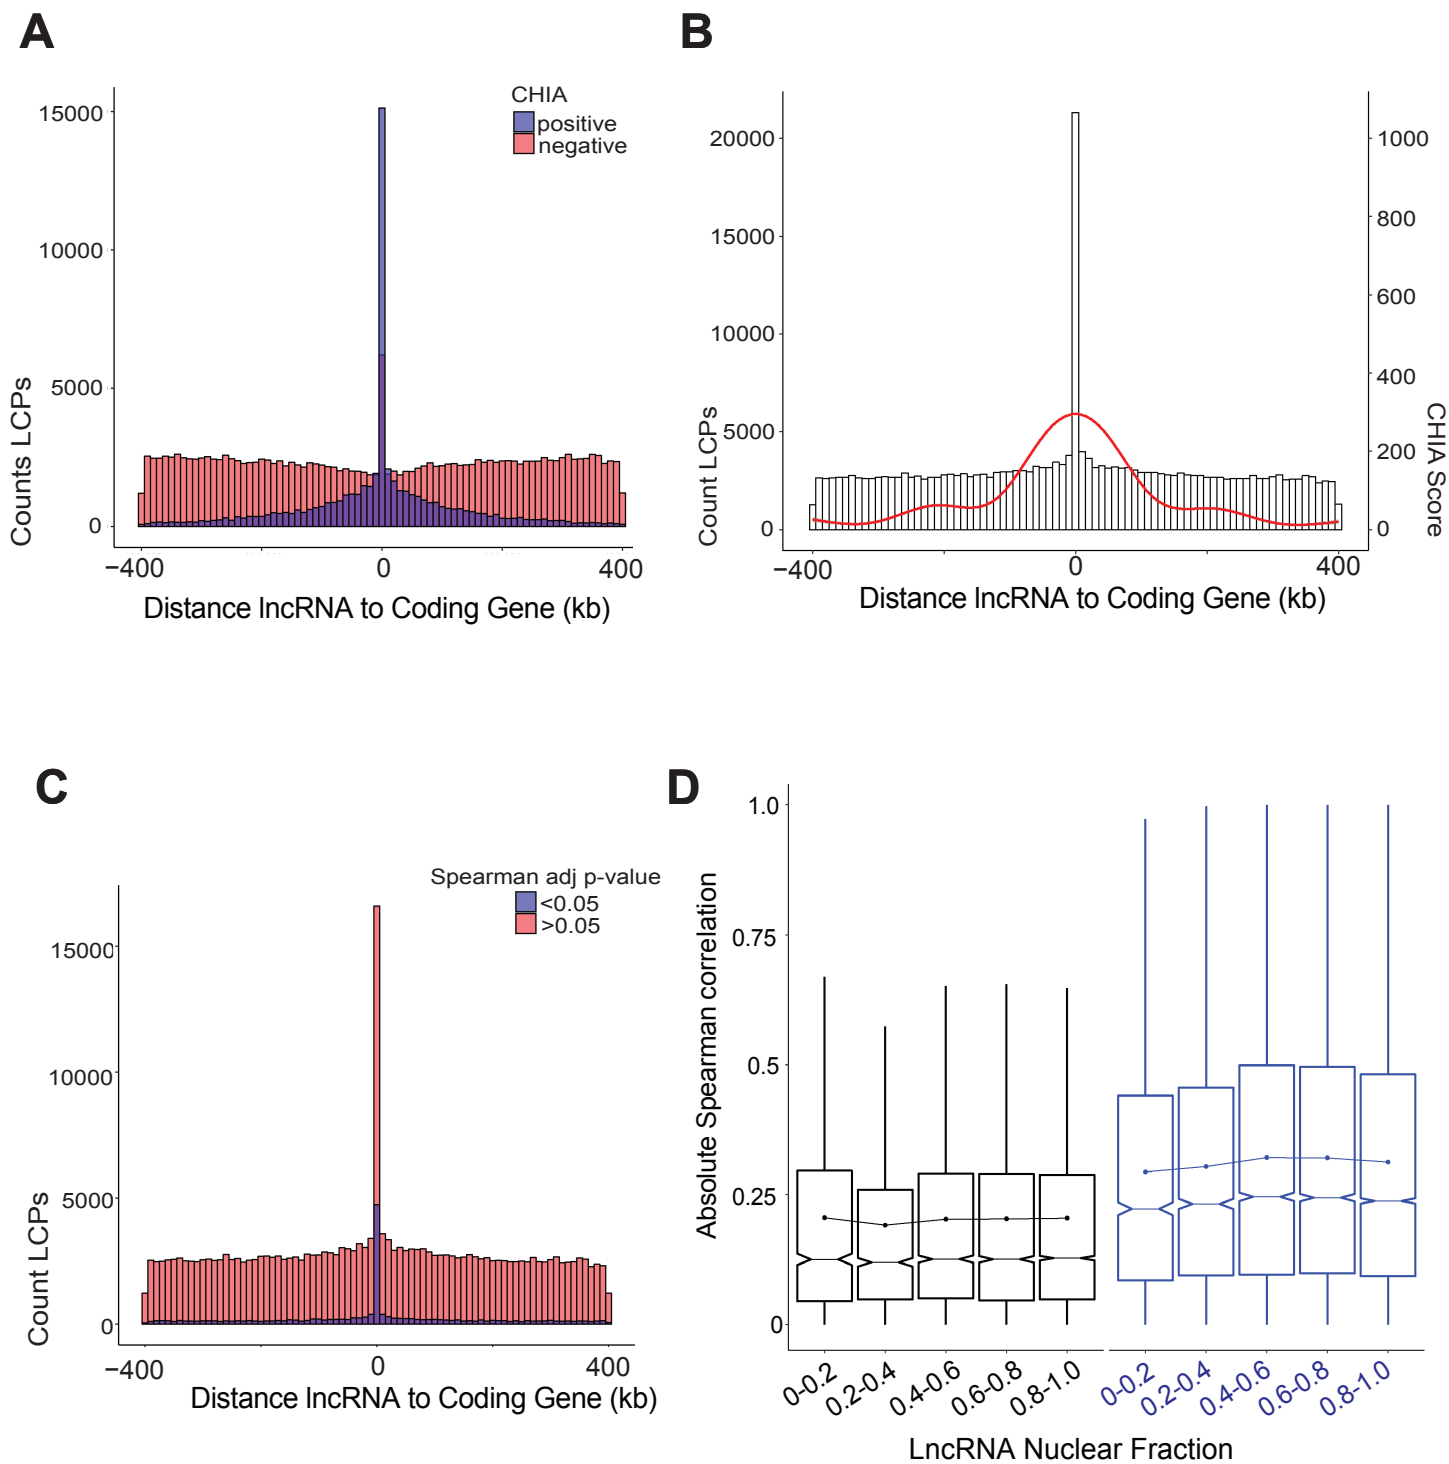 A
CHIA
positive
negative
15000
10000
5000
0
Counts LCPs
−400
0
400
Distance lncRNA to Coding Gene (kb)
B
20000
15000
10000
5000
0
Count LCPs
1000
800
600
400
200
0
CHIA Score
−400
0
400
Distance lncRNA to Coding Gene (kb)
C
Spearman adj p-value
<0.05
>0.05
15000
10000
5000
0
Count LCPs
−400
0
400
Distance lncRNA to Coding Gene (kb)
D
1.0
0.75
0.5
0.25
0
Absolute Spearman correlation
0-0.2
0.2-0.4
0.4-0.6
0.6-0.8
0.8-1.0
0-0.2
0.2-0.4
0.4-0.6
0.6-0.8
0.8-1.0
LncRNA Nuclear Fraction